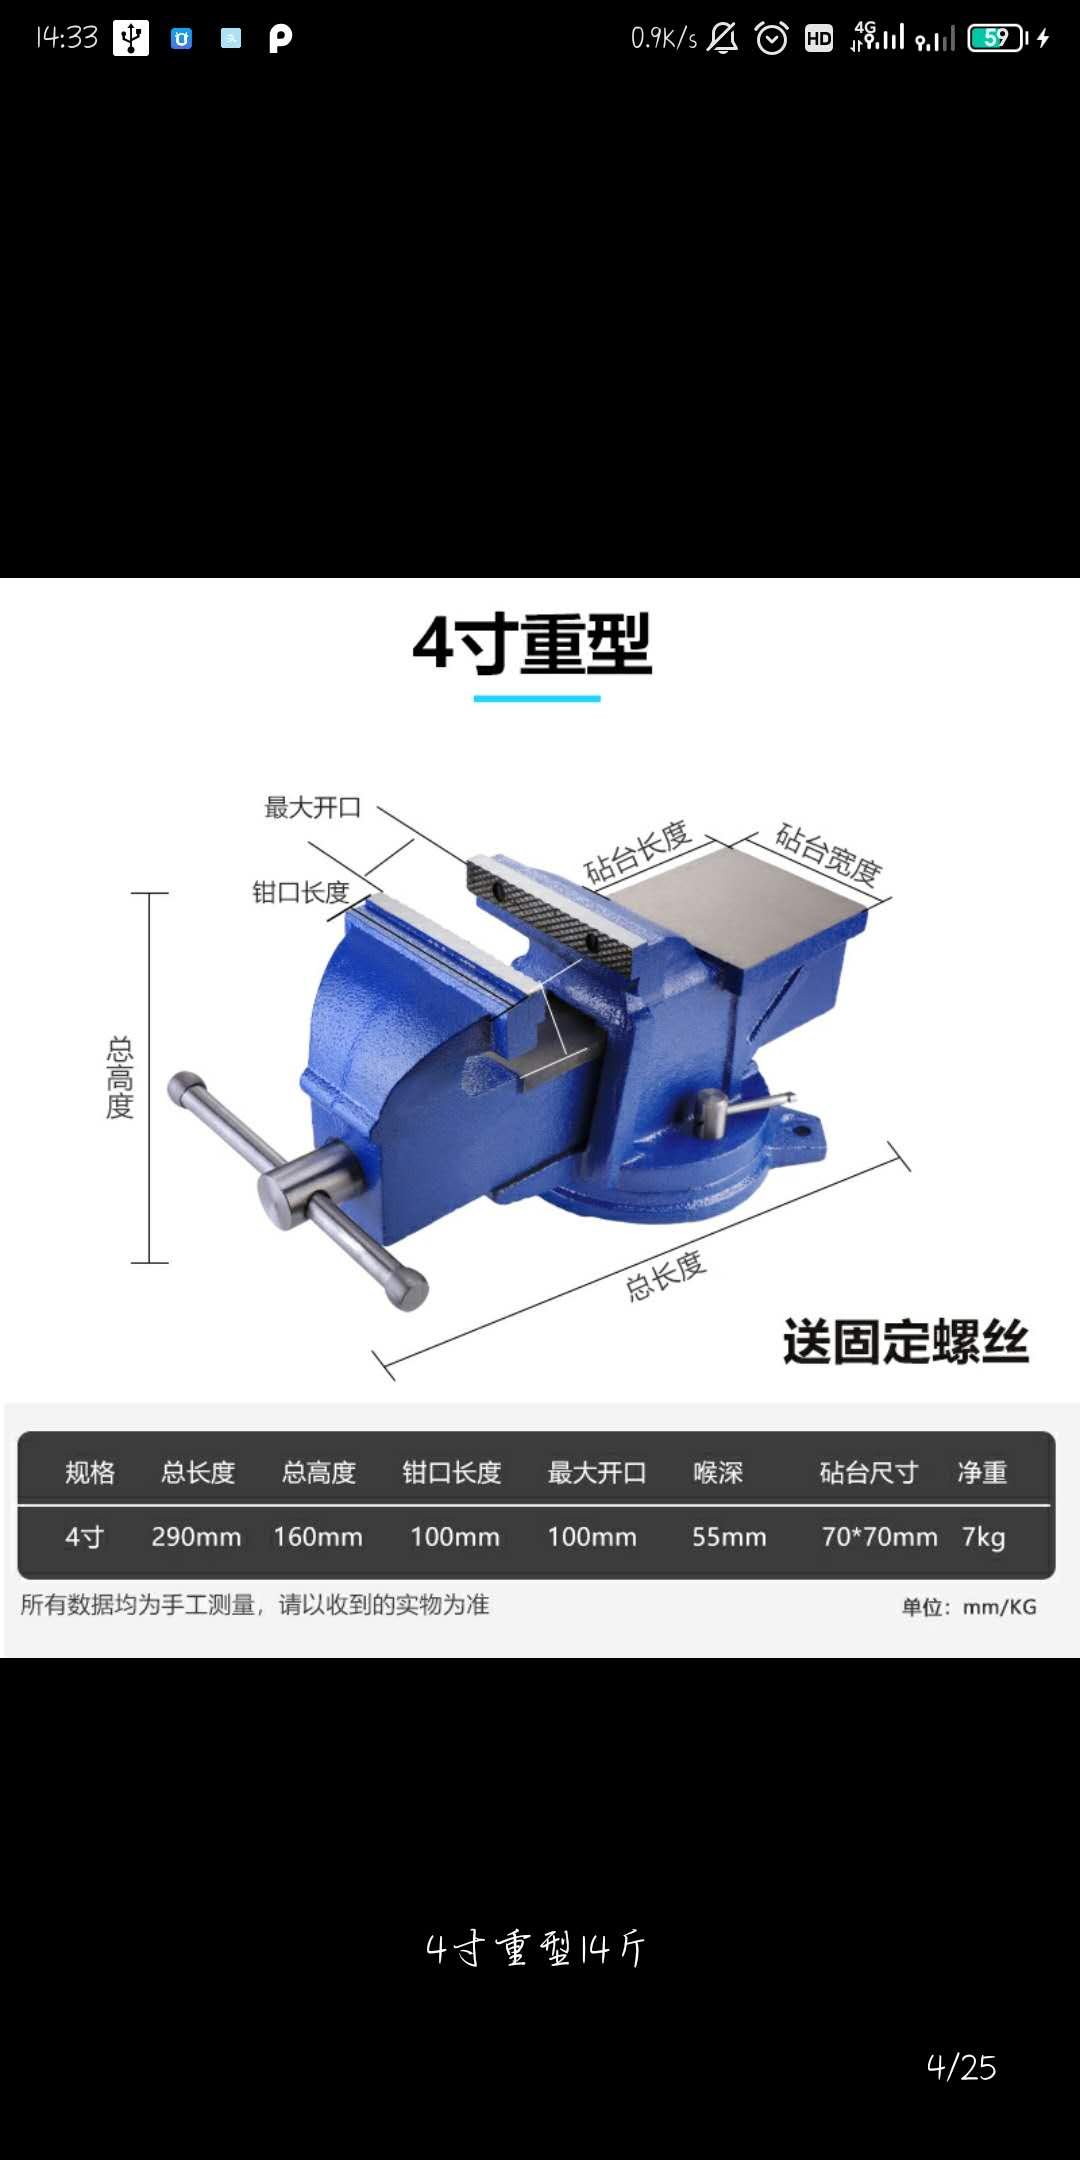 14:33 0.9K/s HD 4G 59
4寸重型
最大开口
钳口长度
砧台长度
砧台宽度
总高度
总长度
送固定螺丝
规格 总长度 总高度 钳口长度 最大开口 喉深 砧台尺寸 净重
4寸 290mm 160mm 100mm 100mm 55mm 70*70mm 7kg
所有数据均为手工测量，请以收到的实物为准 单位：mm/KG
4寸重型14斤
4/25